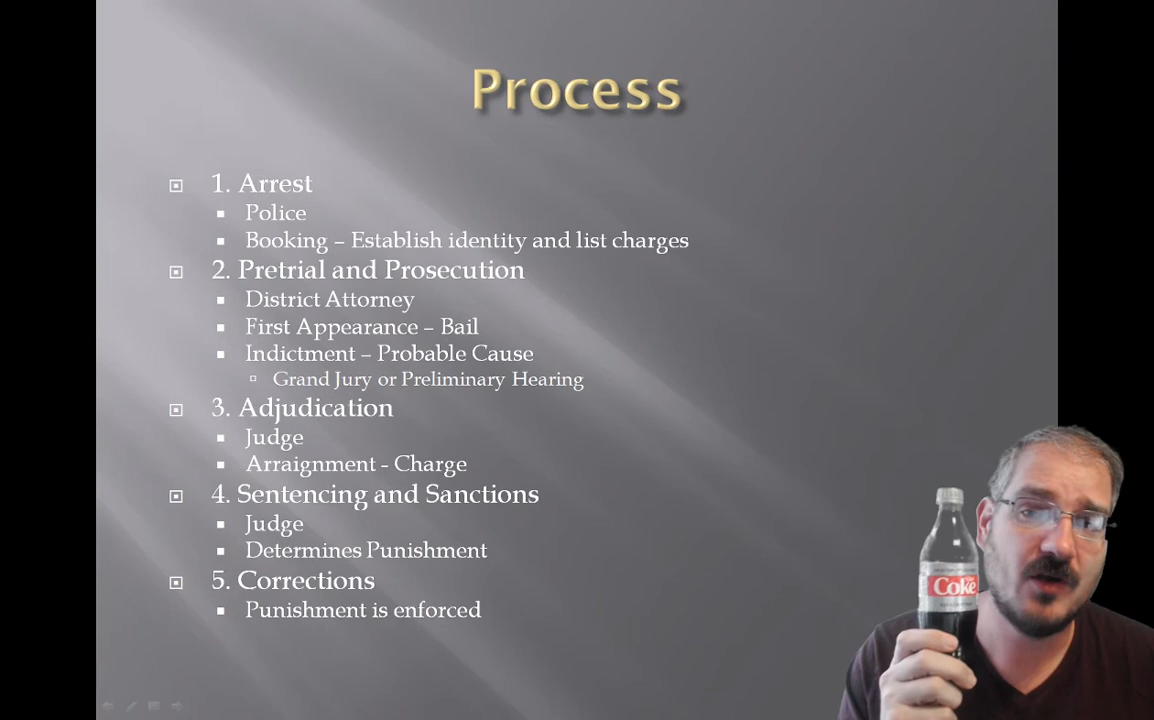 Process
1. Arrest
Police
Booking – Establish identity and list charges
2. Pretrial and Prosecution
District Attorney
First Appearance – Bail
Indictment – Probable Cause
Grand Jury or Preliminary Hearing
3. Adjudication
Judge
Arraignment - Charge
4. Sentencing and Sanctions
Judge
Determines Punishment
5. Corrections
Punishment is enforced
Coke